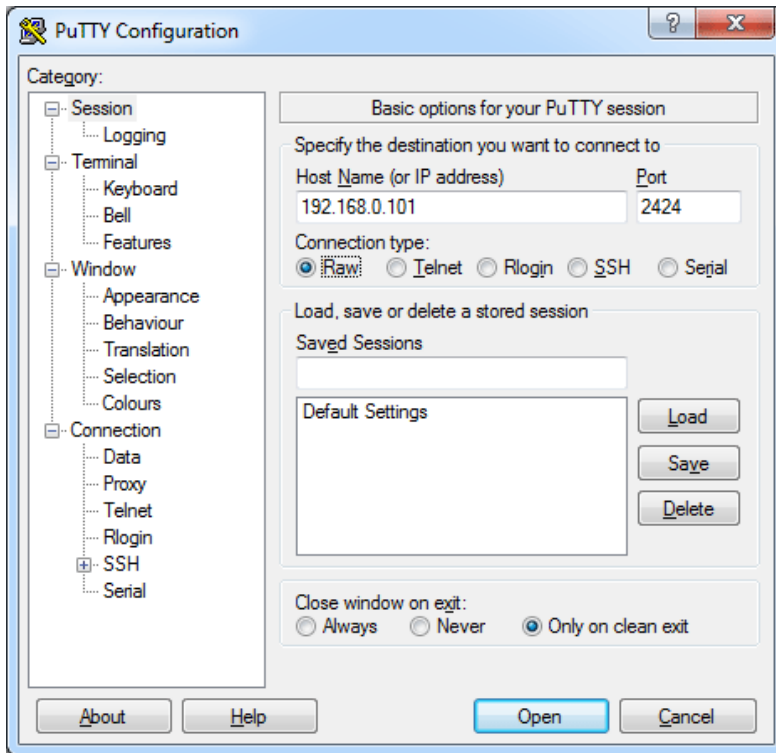 PuTTY Configuration
Category:
Session
Logging
Terminal
Keyboard
Bell
Features
Window
Appearance
Behaviour
Translation
Selection
Colours
Connection
Data
Proxy
Telnet
Rlogin
SSH
Serial
Basic options for your PuTTY session
Specify the destination you want to connect to
Host Name (or IP address) Port
192.168.0.101 2424
Connection type:
Raw Telnet Rlogin SSH Serial
Load, save or delete a stored session
Saved Sessions
Default Settings
Load
Save
Delete
Close window on exit:
Always Never Only on clean exit
About Help Open Cancel